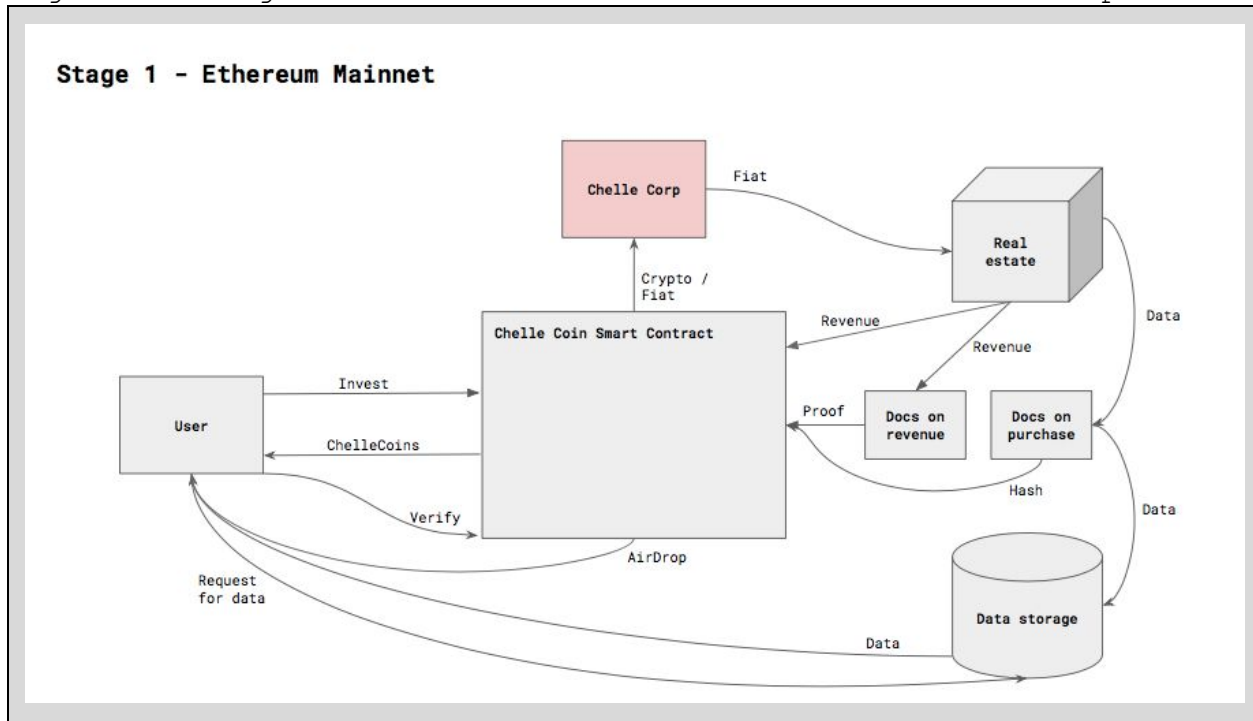 Stage 1 - Ethereum Mainnet
Chelle Corp
Fiat
Real
estate
Crypto /
Fiat
Data
Chelle Coin Smart Contract
Revenue
Revenue
User
Invest
ChelleCoins
Verify
Proof
Docs on
revenue
Docs on
purchase
Hash
Data
AirDrop
Request
for data
Data
Data storage